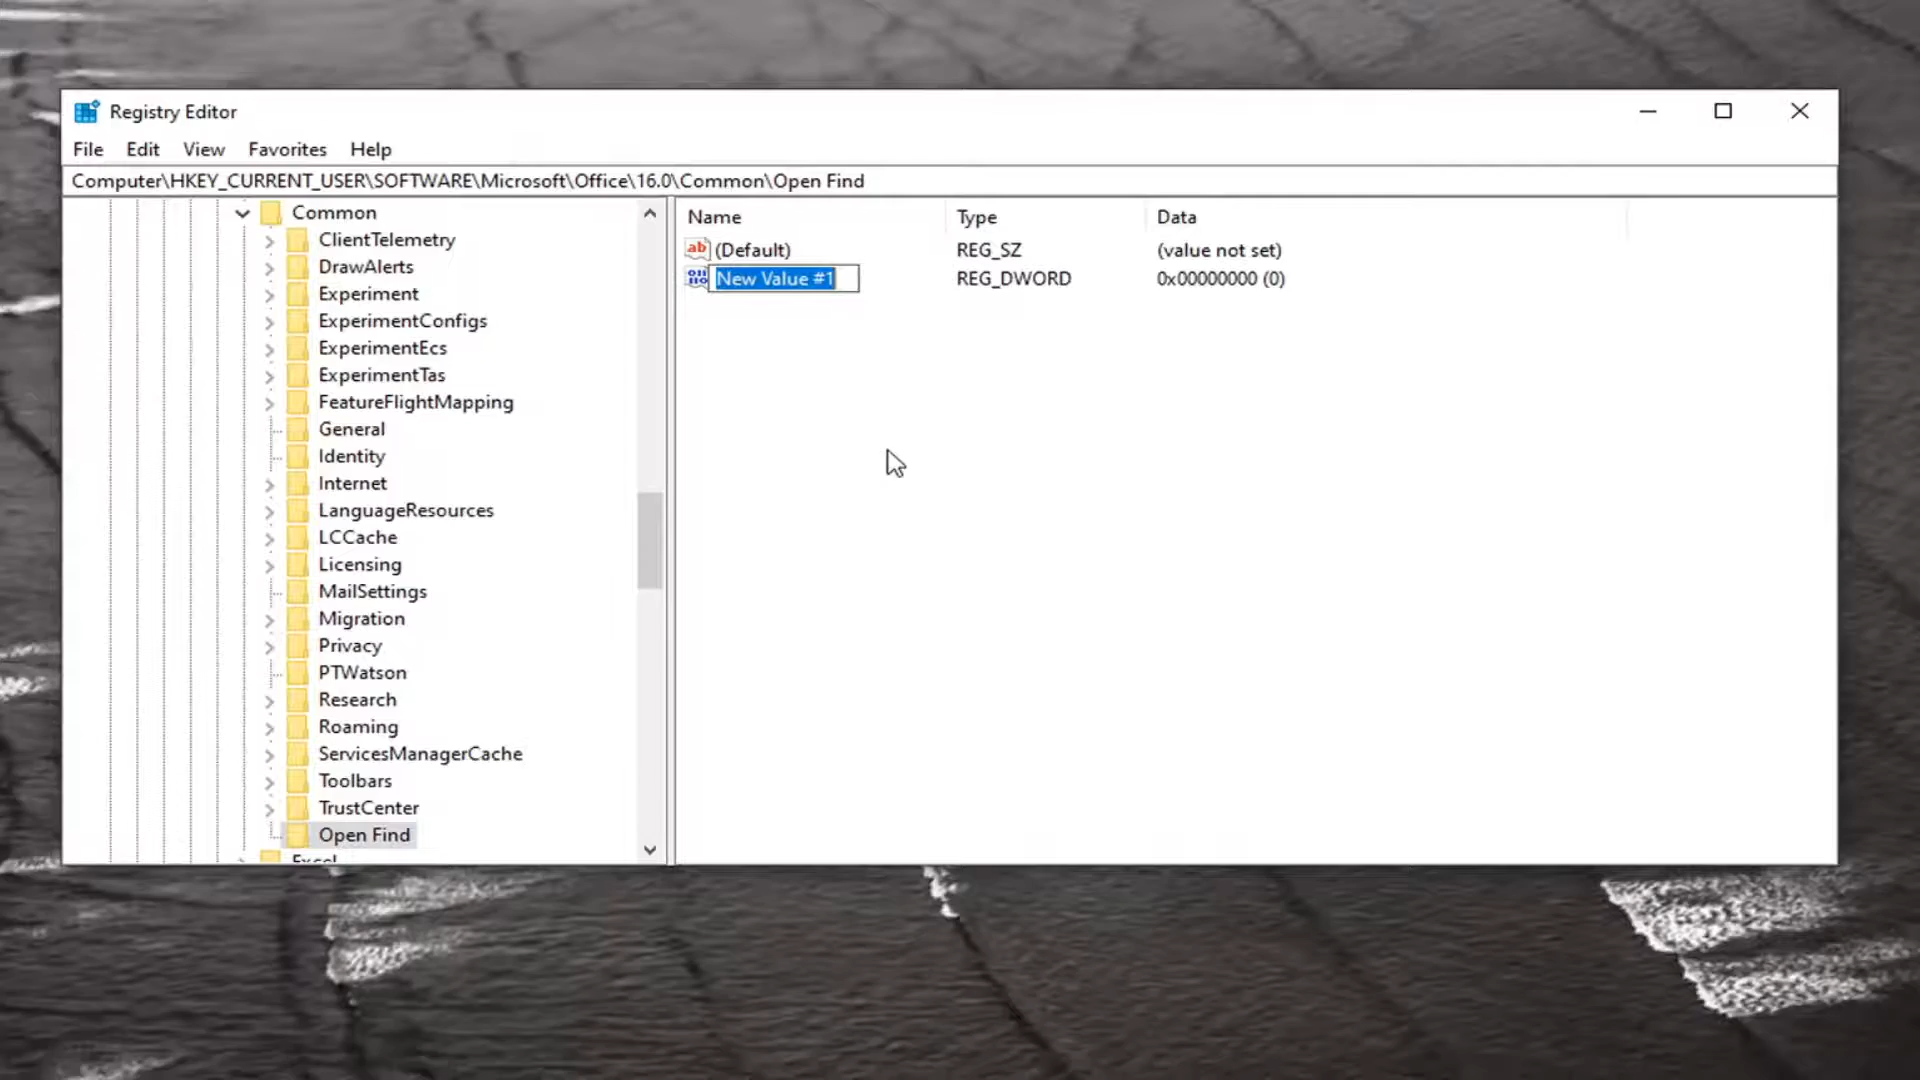 Registry Editor
File Edit View Favorites Help
Computer\HKEY_CURRENT_USER\SOFTWARE\Microsoft\Office\16.0\Common\Open Find
Common
ClientTelemetry
DrawAlerts
Experiment
ExperimentConfigs
ExperimentEcs
ExperimentTas
FeatureFlightMapping
General
Identity
Internet
LanguageResources
LCCache
Licensing
MailSettings
Migration
Privacy
PTWatson
Research
Roaming
ServicesManagerCache
Toolbars
TrustCenter
Open Find
Excel
Name Type Data
(Default) REG_SZ (value not set)
New Value #1 REG_DWORD 0x00000000 (0)